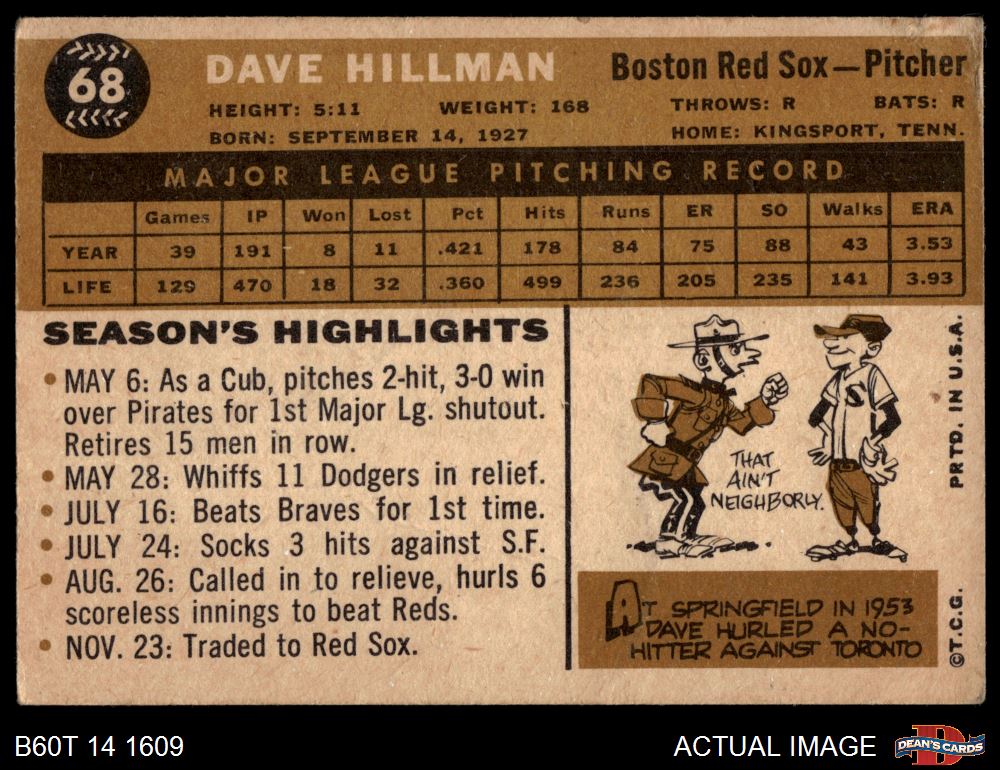 68
DAVE HILLMAN
Boston Red Sox—Pitcher
HEIGHT: 5:11 WEIGHT: 168 THROWS: R BATS: R
BORN: SEPTEMBER 14, 1927 HOME: KINGSPORT, TENN.
MAJOR LEAGUE PITCHING RECORD
Games IP Won Lost Pct Hits Runs ER SO Walks ERA
YEAR 39 191 8 11 .421 178 84 75 88 43 3.53
LIFE 129 470 18 32 .360 499 236 205 235 141 3.93
SEASON'S HIGHLIGHTS
• MAY 6: As a Cub, pitches 2-hit, 3-0 win
over Pirates for 1st Major Lg. shutout.
Retires 15 men in row.
• MAY 28: Whiffs 11 Dodgers in relief.
• JULY 16: Beats Braves for 1st time.
• JULY 24: Socks 3 hits against S.F.
• AUG. 26: Called in to relieve, hurls 6
scoreless innings to beat Reds.
• NOV. 23: Traded to Red Sox.
S
THAT
AIN'T
NEIGHBORLY.
AT SPRINGFIELD IN 1953
DAVE HURLED A NO-
HITTER AGAINST TORONTO
©T.C.G. PRTD. IN U.S.A.
B60T 14 1609
ACTUAL IMAGE
D
DEAN'S CARDS